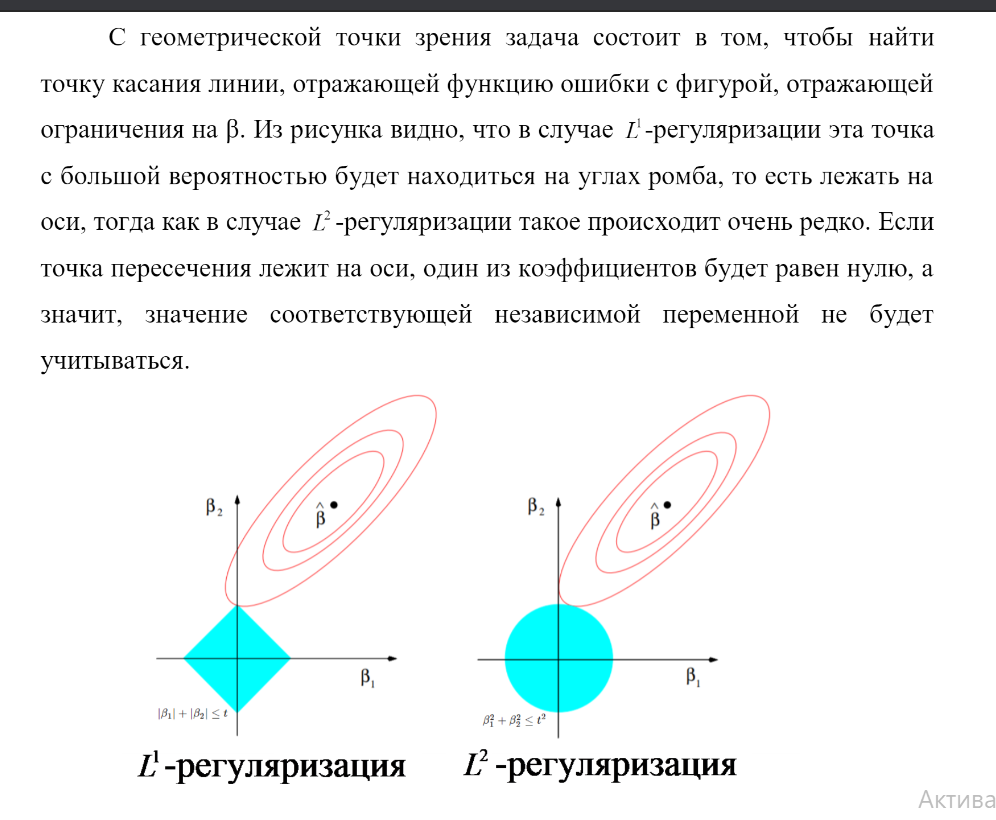 С геометрической точки зрения задача состоит в том, чтобы найти
точку касания линии, отражающей функцию ошибки с фигурой, отражающей
ограничения на β. Из рисунка видно, что в случае L¹-регуляризации эта точка
с большой вероятностью будет находиться на углах ромба, то есть лежать на
оси, тогда как в случае L² -регуляризации такое происходит очень редко. Если
точка пересечения лежит на оси, один из коэффициентов будет равен нулю, а
значит, значение соответствующей независимой переменной не будет
учитываться.
β₂
β̂
β₁
|β₁| + |β₂| ≤ t
L¹-регуляризация
β₂
β̂
β₁
β₁² + β₂² ≤ t²
L² -регуляризация
Актива